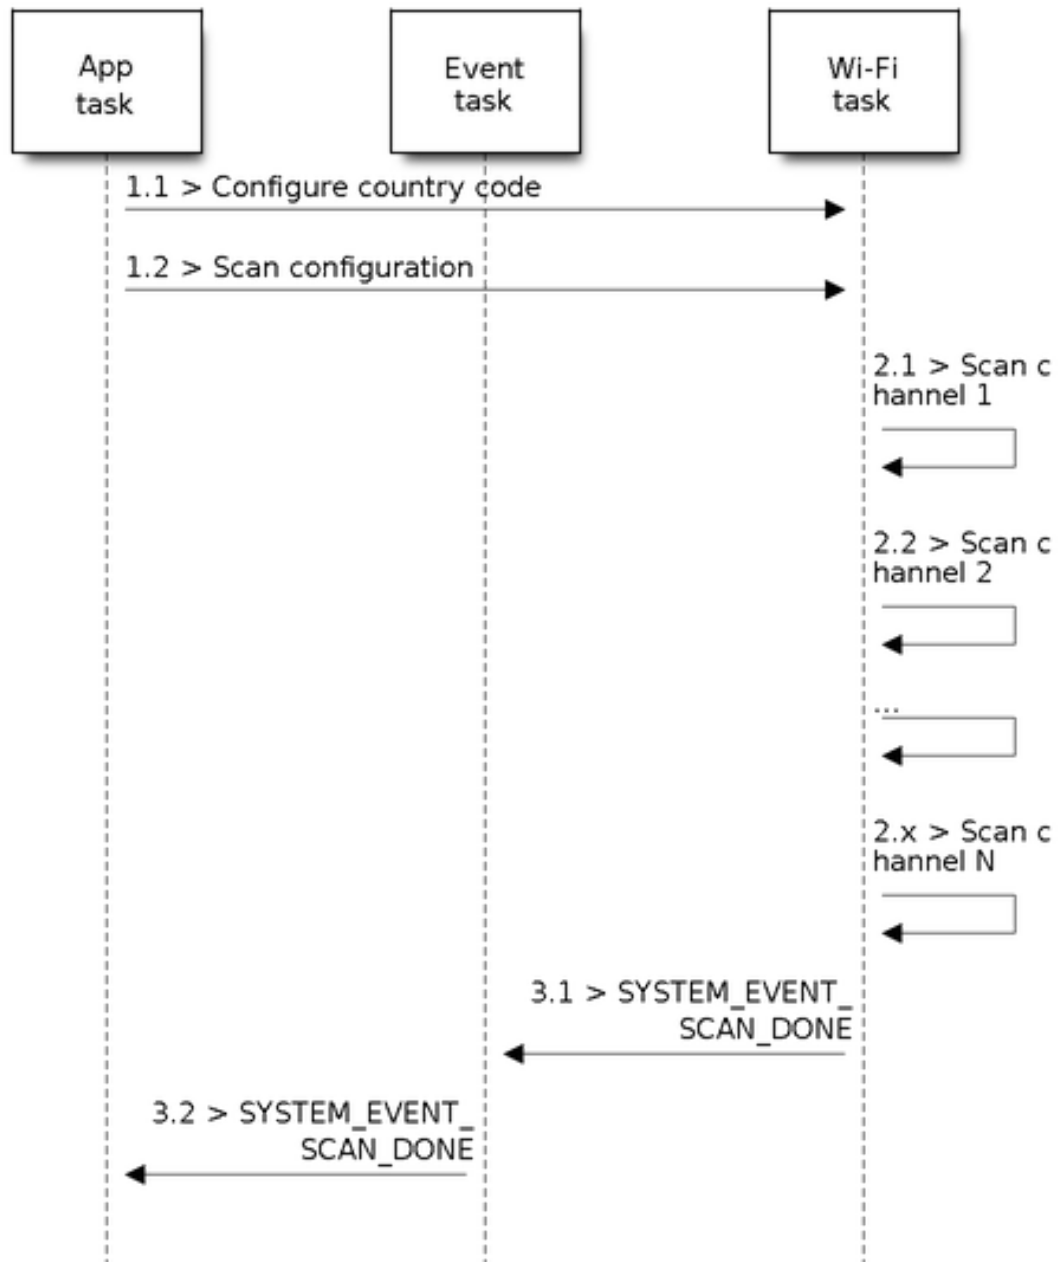 App
task
Event
task
Wi-Fi
task
1.1 > Configure country code
1.2 > Scan configuration
2.1 > Scan c
hannel 1
2.2 > Scan c
hannel 2
...
2.x > Scan c
hannel N
3.1 > SYSTEM_EVENT_
SCAN_DONE
3.2 > SYSTEM_EVENT_
SCAN_DONE